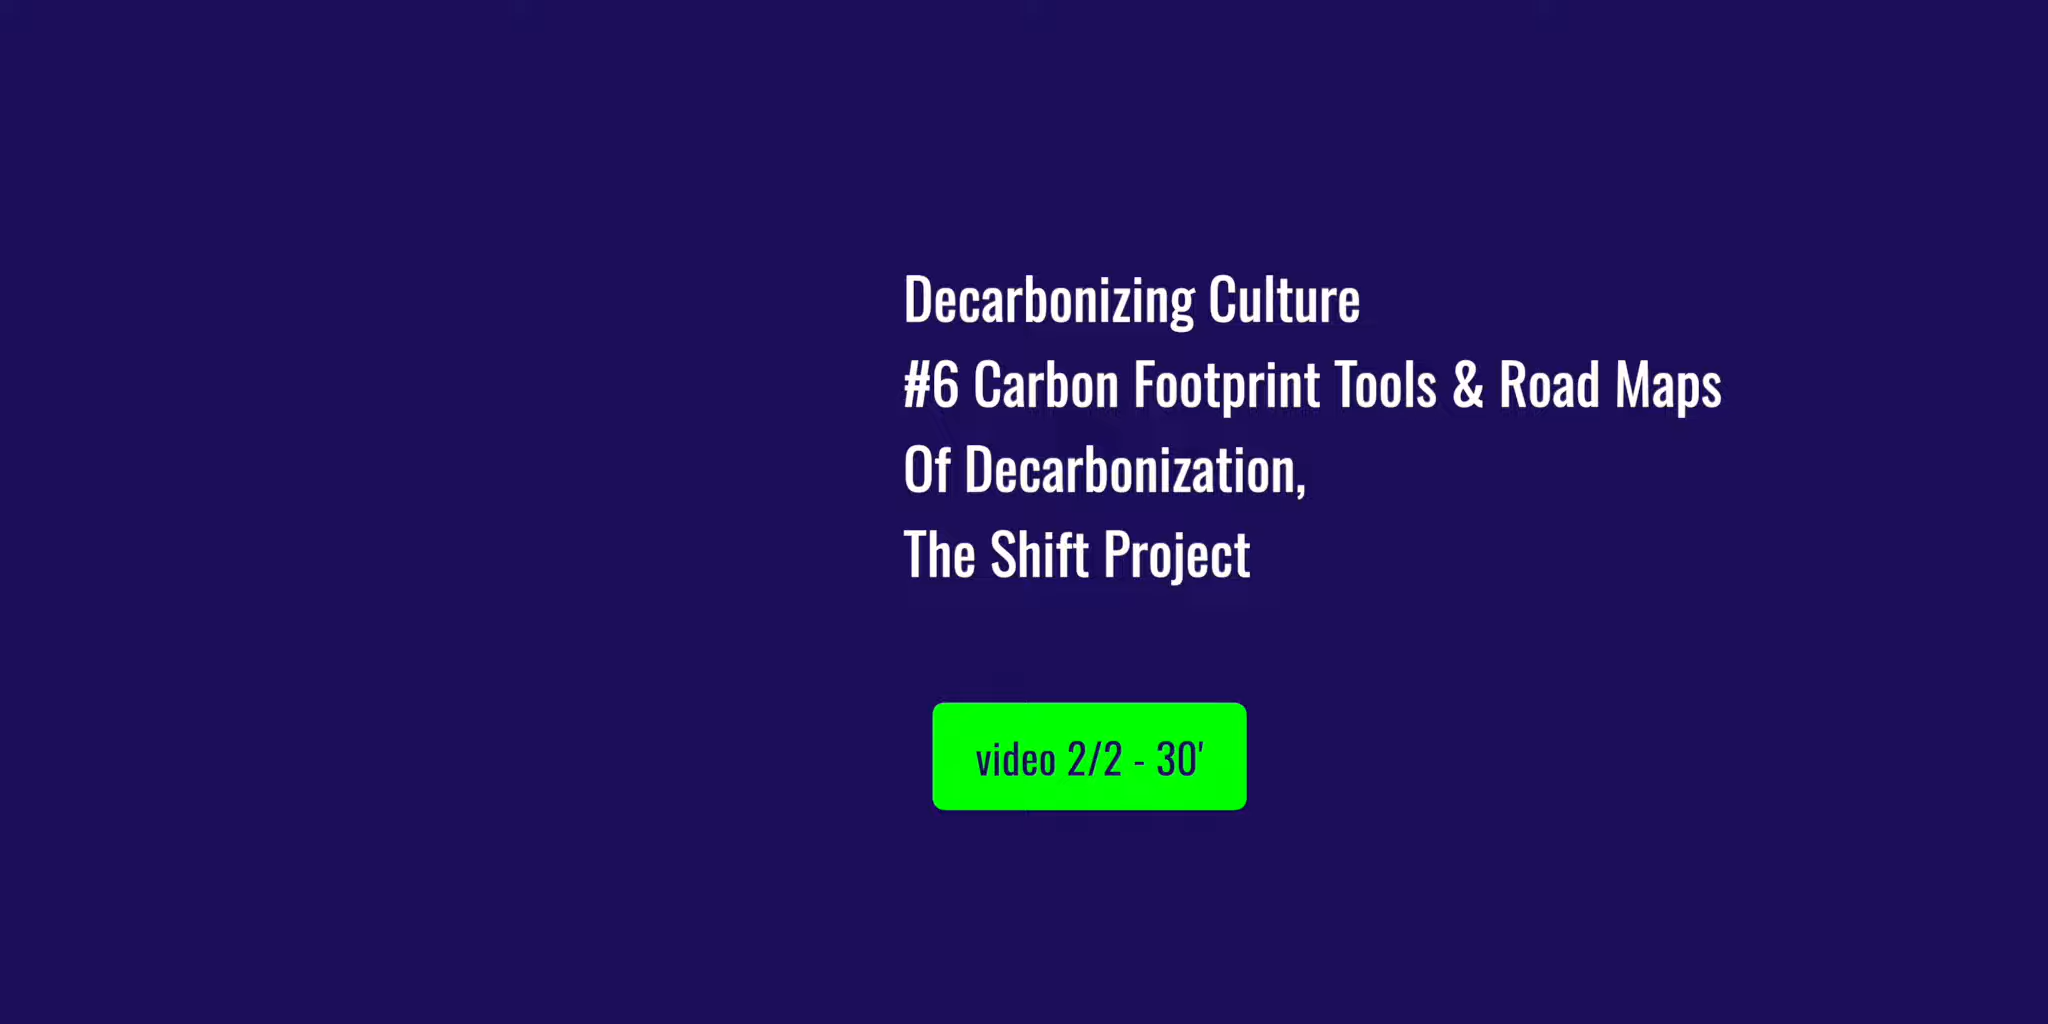 Decarbonizing Culture
#6 Carbon Footprint Tools & Road Maps
Of Decarbonization,
The Shift Project
video 2/2 - 30'